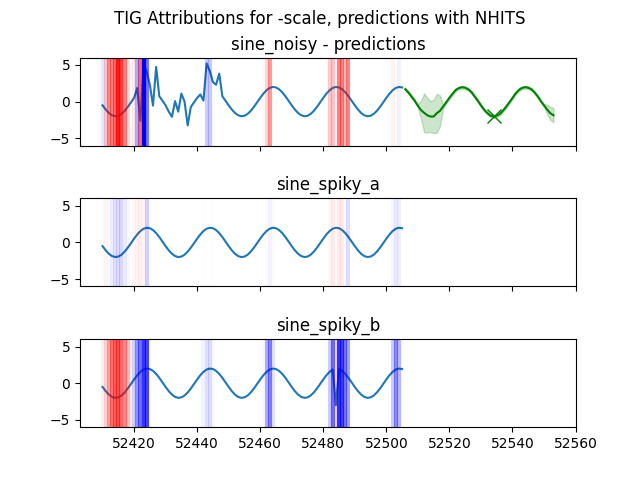 TIG Attributions for -scale, predictions with NHITS
sine_noisy - predictions
5
0
−5
sine_spiky_a
5
0
−5
sine_spiky_b
5
0
−5
52420 52440 52460 52480 52500 52520 52540 52560